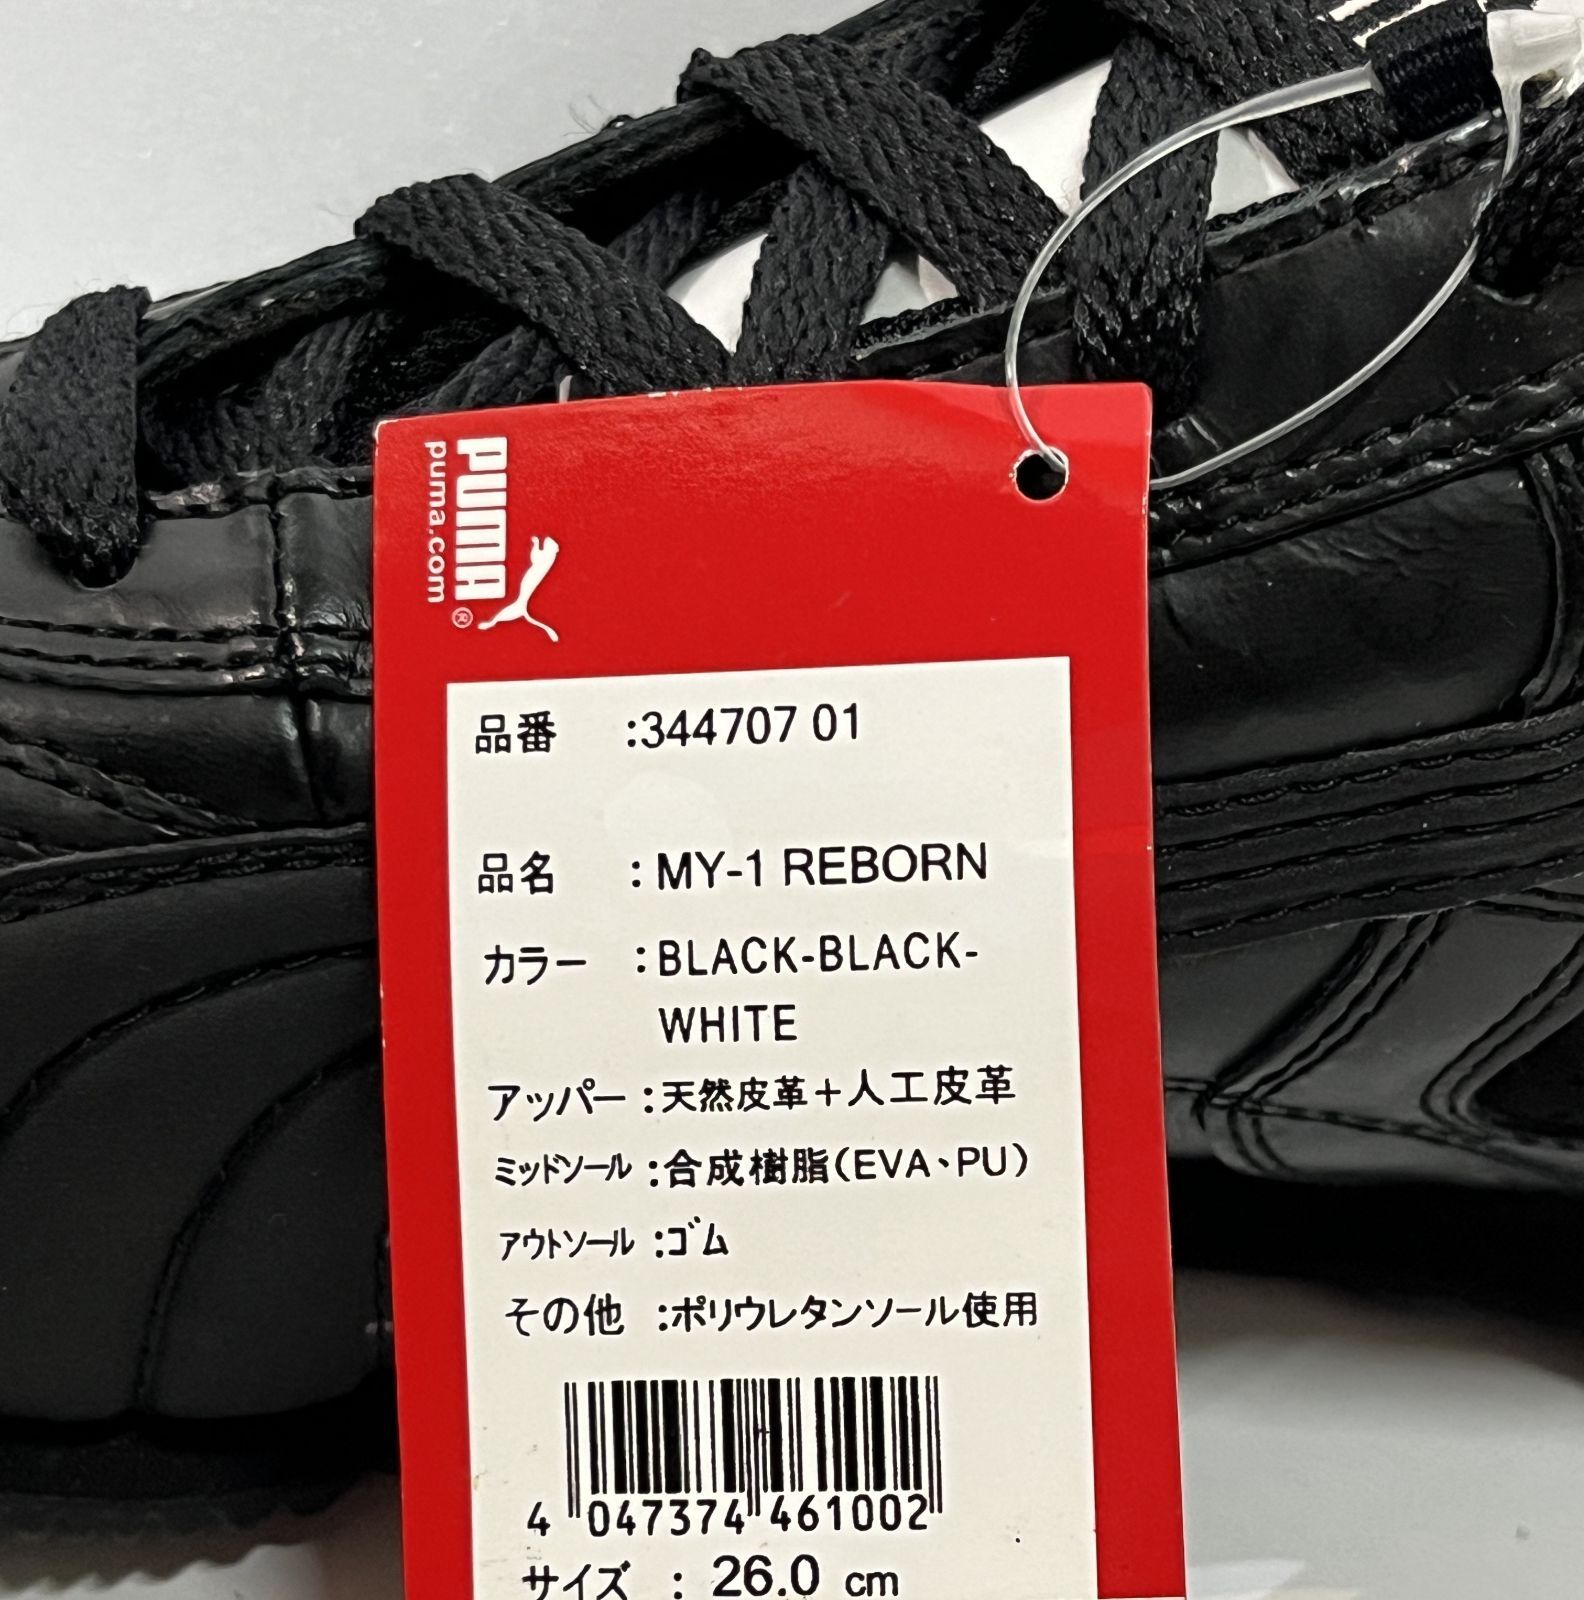 PUMA®
puma.com
品番 :344707 01
品名 : MY-1 REBORN
カラー :BLACK-BLACK-
WHITE
アッパー :天然皮革+人工皮革
ミッドソール :合成樹脂(EVA、PU)
アウトソール :ゴム
その他 :ポリウレタンソール使用
4 047374 461002
サイズ : 26.0 cm